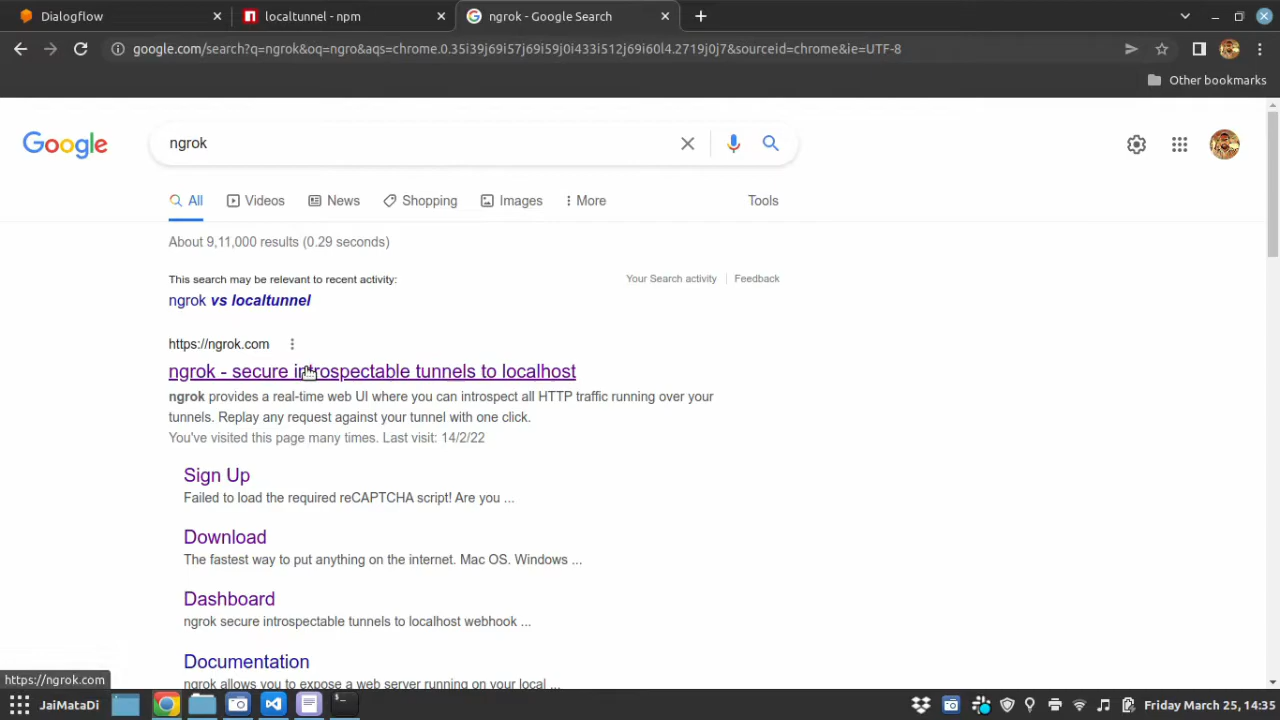 Dialogflow
localtunnel - npm
ngrok - Google Search
google.com/search?q=ngrok&oq=ngro&aqs=chrome.0.35i39j69i57j69i59j0i433i512j69i60l4.2719j0j7&sourceid=chrome&ie=UTF-8
Other bookmarks
Google
ngrok
All
Videos
News
Shopping
Images
More
Tools
About 9,11,000 results (0.29 seconds)
This search may be relevant to recent activity:
Your Search activity
Feedback
ngrok vs localtunnel
https://ngrok.com
ngrok - secure introspectable tunnels to localhost
ngrok provides a real-time web UI where you can introspect all HTTP traffic running over your
tunnels. Replay any request against your tunnel with one click.
You've visited this page many times. Last visit: 14/2/22
Sign Up
Failed to load the required reCAPTCHA script! Are you ...
Download
The fastest way to put anything on the internet. Mac OS. Windows ...
Dashboard
ngrok secure introspectable tunnels to localhost webhook ...
Documentation
ngrok allows you to expose a web server running on your local ...
https://ngrok.com
JaiMataDi
Friday March 25, 14:35